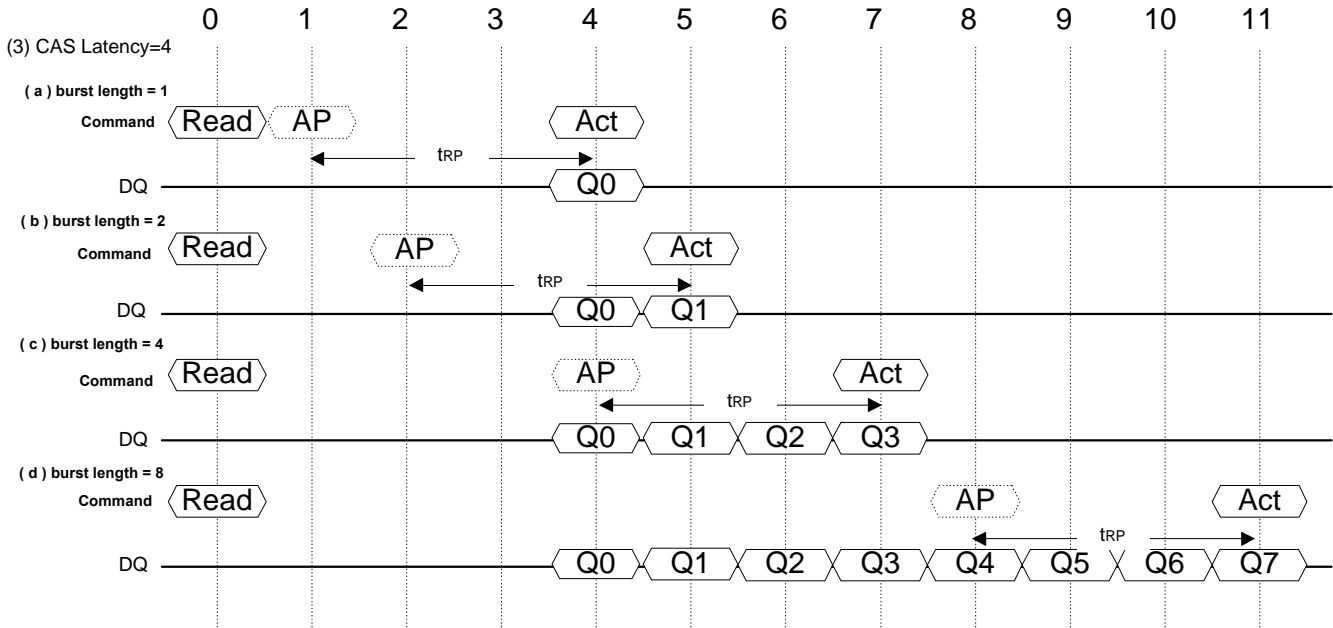 0 1 2 3 4 5 6 7 8 9 10 11
(3) CAS Latency=4
( a ) burst length = 1
Command Read AP Act
tRP
DQ Q0
( b ) burst length = 2
Command Read AP Act
tRP
DQ Q0 Q1
( c ) burst length = 4
Command Read AP Act
tRP
DQ Q0 Q1 Q2 Q3
( d ) burst length = 8
Command Read AP Act
tRP
DQ Q0 Q1 Q2 Q3 Q4 Q5 Q6 Q7